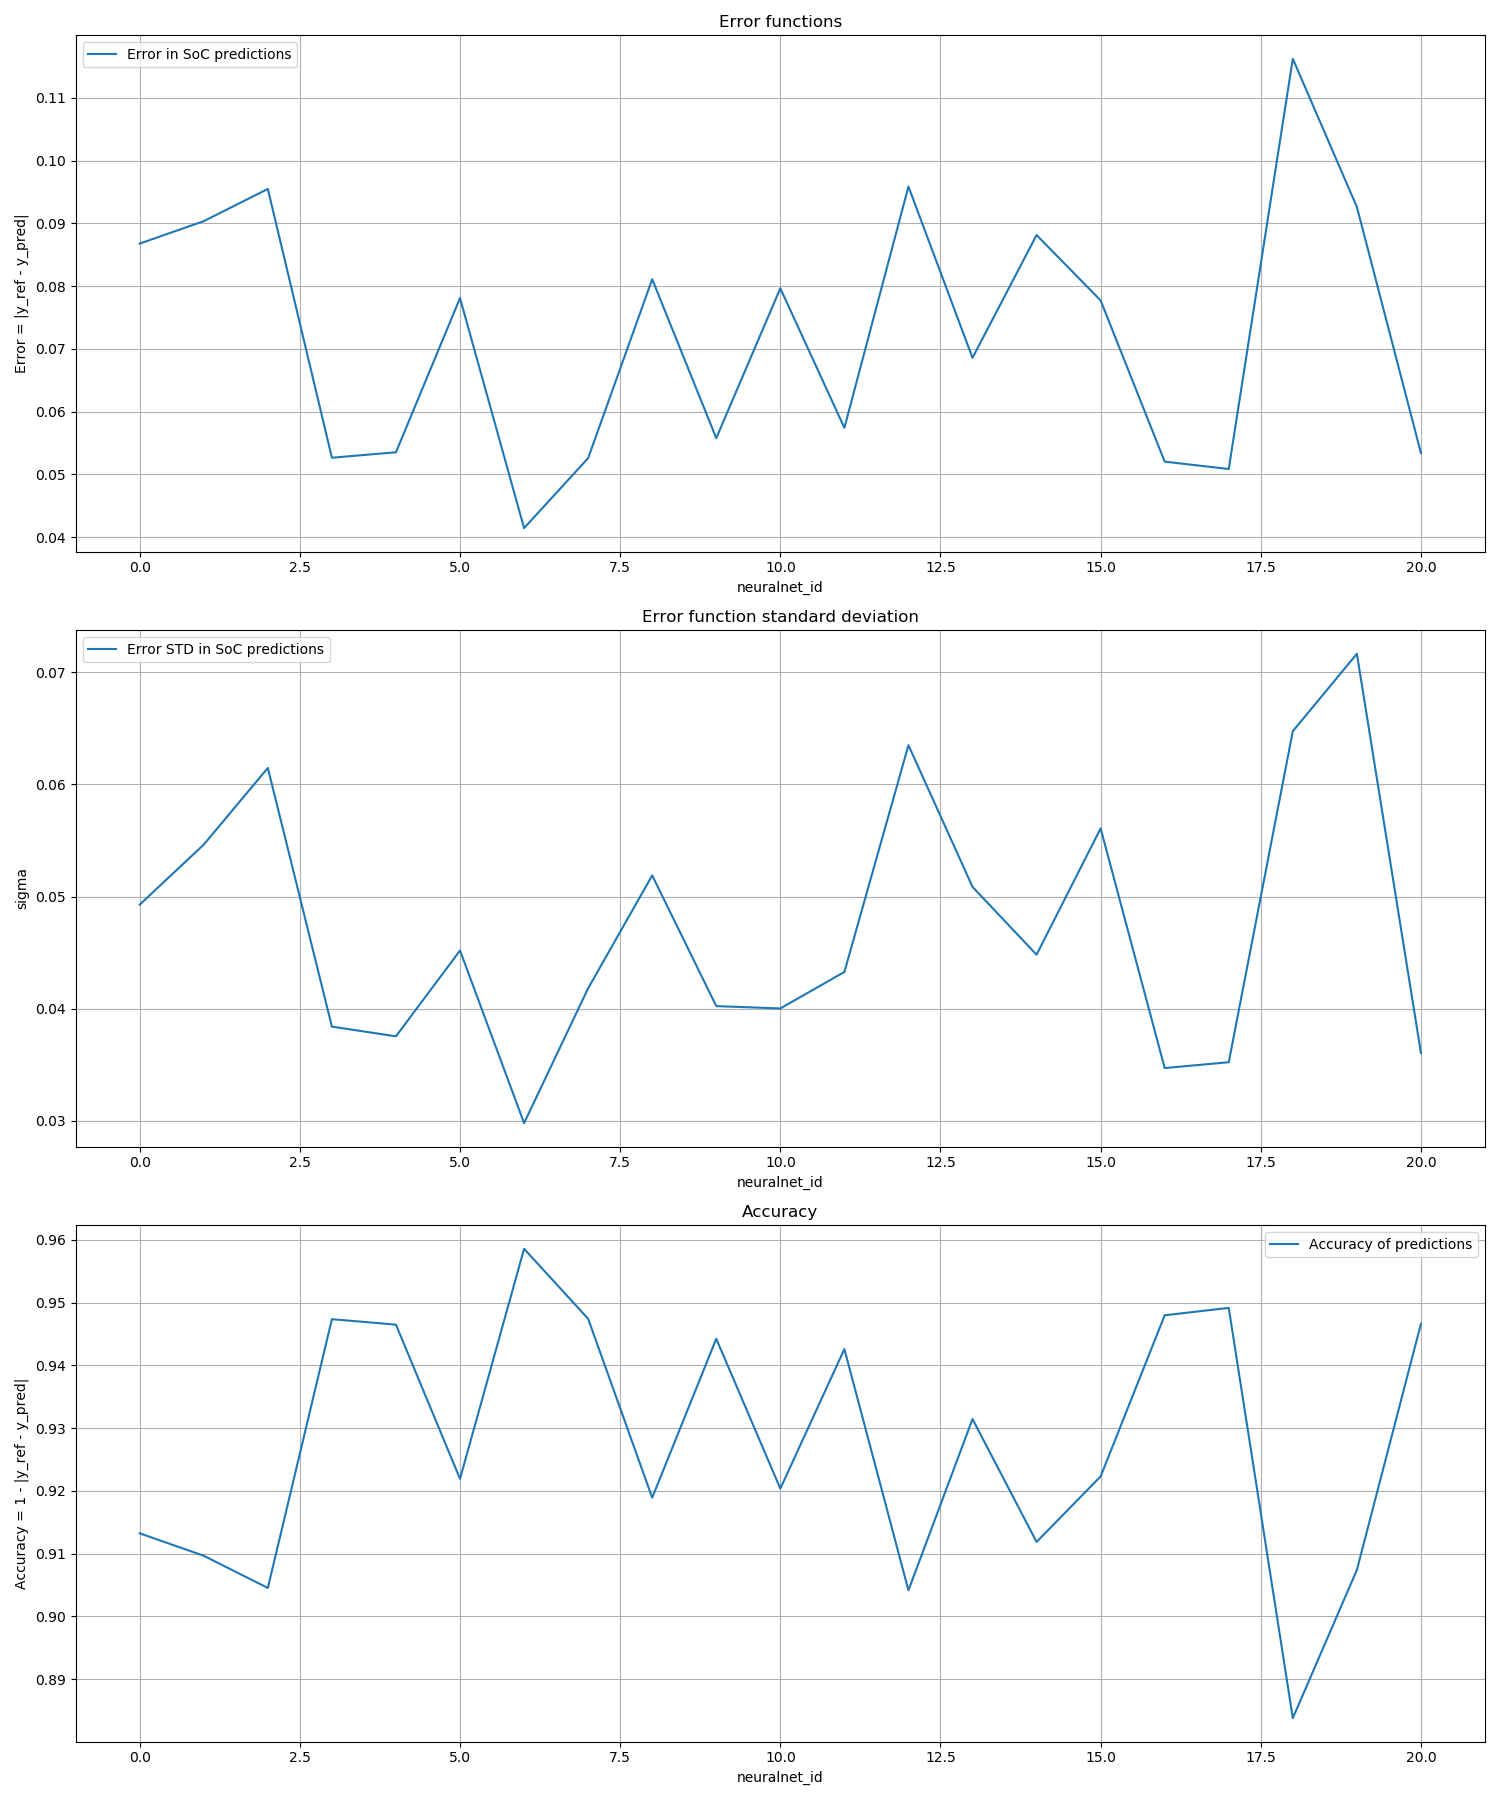 Error functions
Error in SoC predictions
0.11
0.10
0.09
0.08
0.07
0.06
0.05
0.04
Error = |y_ref - y_pred|
0.0 2.5 5.0 7.5 10.0 12.5 15.0 17.5 20.0
neuralnet_id
Error function standard deviation
Error STD in SoC predictions
0.07
0.06
0.05
0.04
0.03
sigma
0.0 2.5 5.0 7.5 10.0 12.5 15.0 17.5 20.0
neuralnet_id
Accuracy
Accuracy of predictions
0.96
0.95
0.94
0.93
0.92
0.91
0.90
0.89
Accuracy = 1 - |y_ref - y_pred|
0.0 2.5 5.0 7.5 10.0 12.5 15.0 17.5 20.0
neuralnet_id